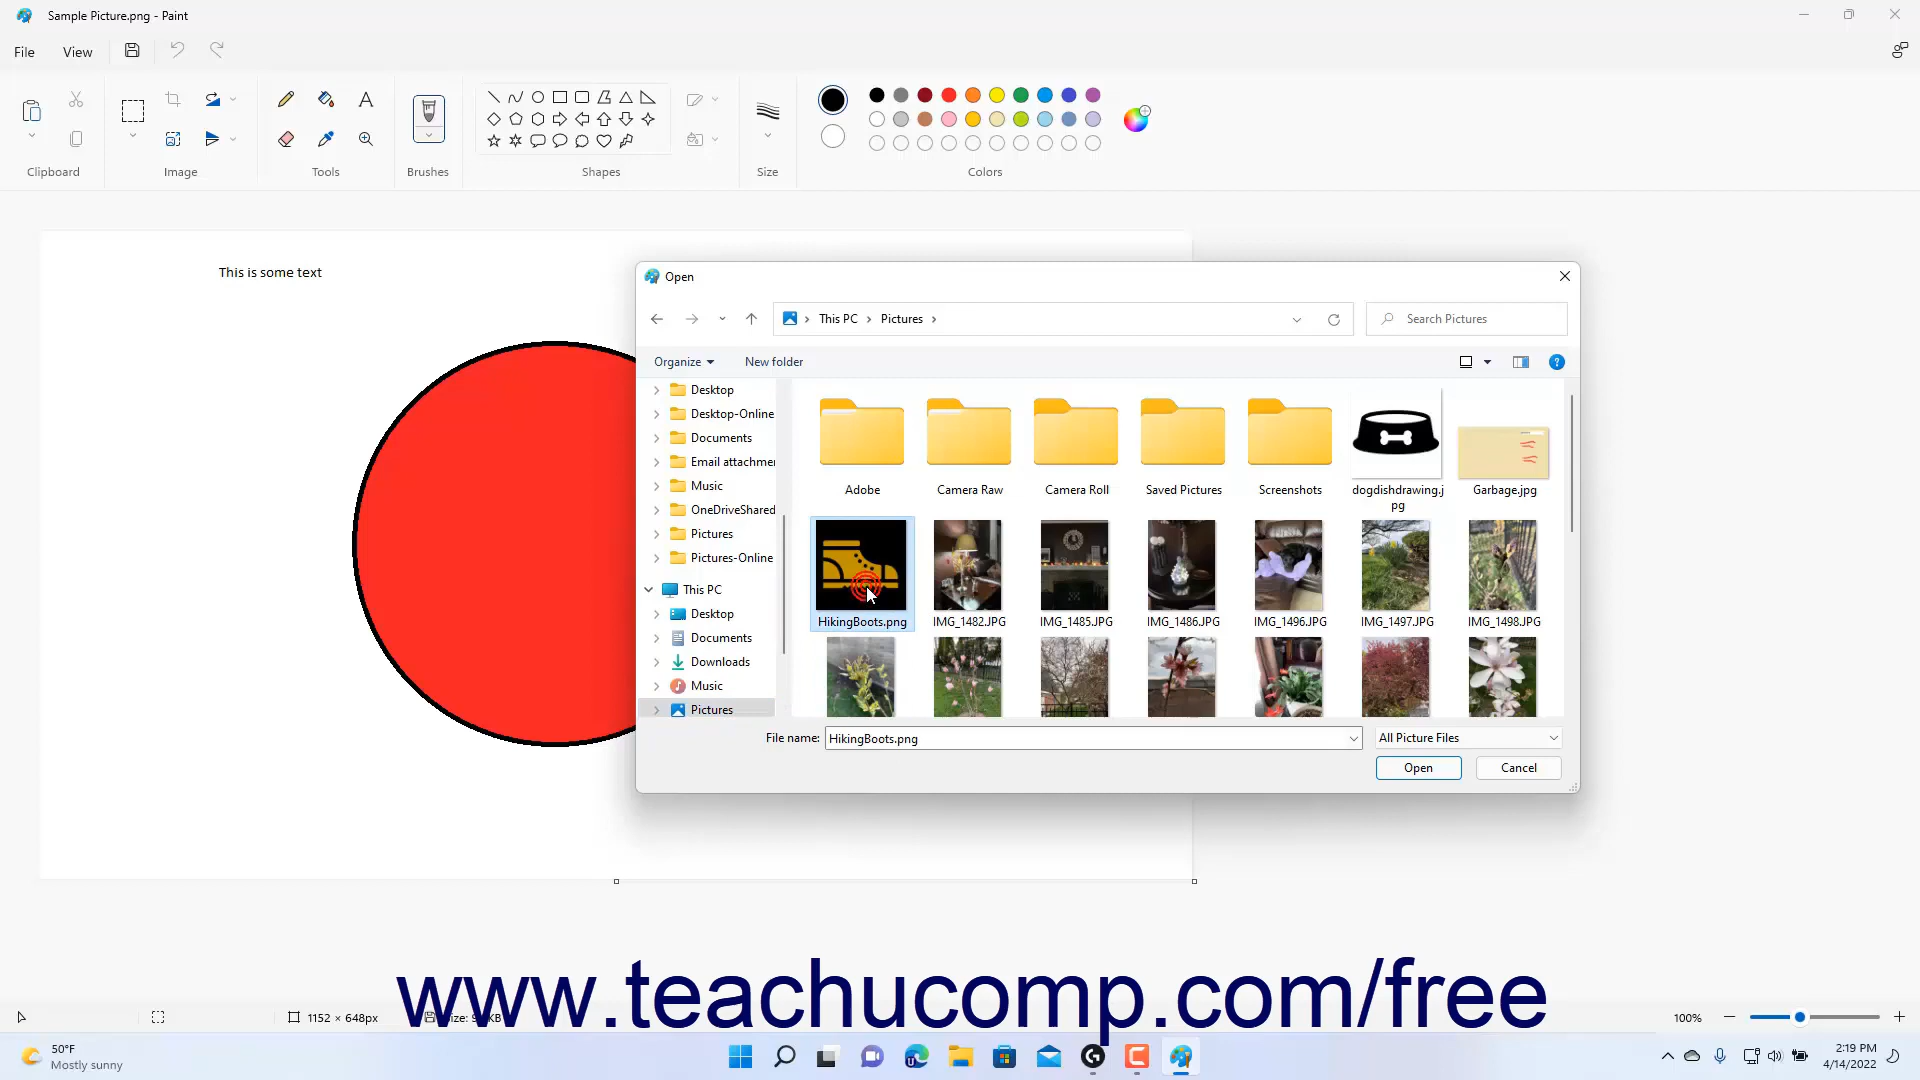 Sample Picture.png - Paint
File
View
Clipboard
Image
Tools
Brushes
Shapes
Size
Colors
This is some text
Open
This PC
Pictures
Search Pictures
Organize
New folder
Desktop
Desktop-Online
Documents
Email attachmen
Music
OneDriveShared
Pictures
Pictures-Online
This PC
Desktop
Documents
Downloads
Music
Pictures
Adobe
Camera Raw
Camera Roll
Saved Pictures
Screenshots
dogdishdrawing.j
pg
Garbage.jpg
HikingBoots.png
IMG_1482.JPG
IMG_1485.JPG
IMG_1486.JPG
IMG_1496.JPG
IMG_1497.JPG
IMG_1498.JPG
File name:
HikingBoots.png
All Picture Files
Open
Cancel
www.teachucomp.com/free
1152 × 648px
100%
50°F
Mostly sunny
2:19 PM
4/14/2022